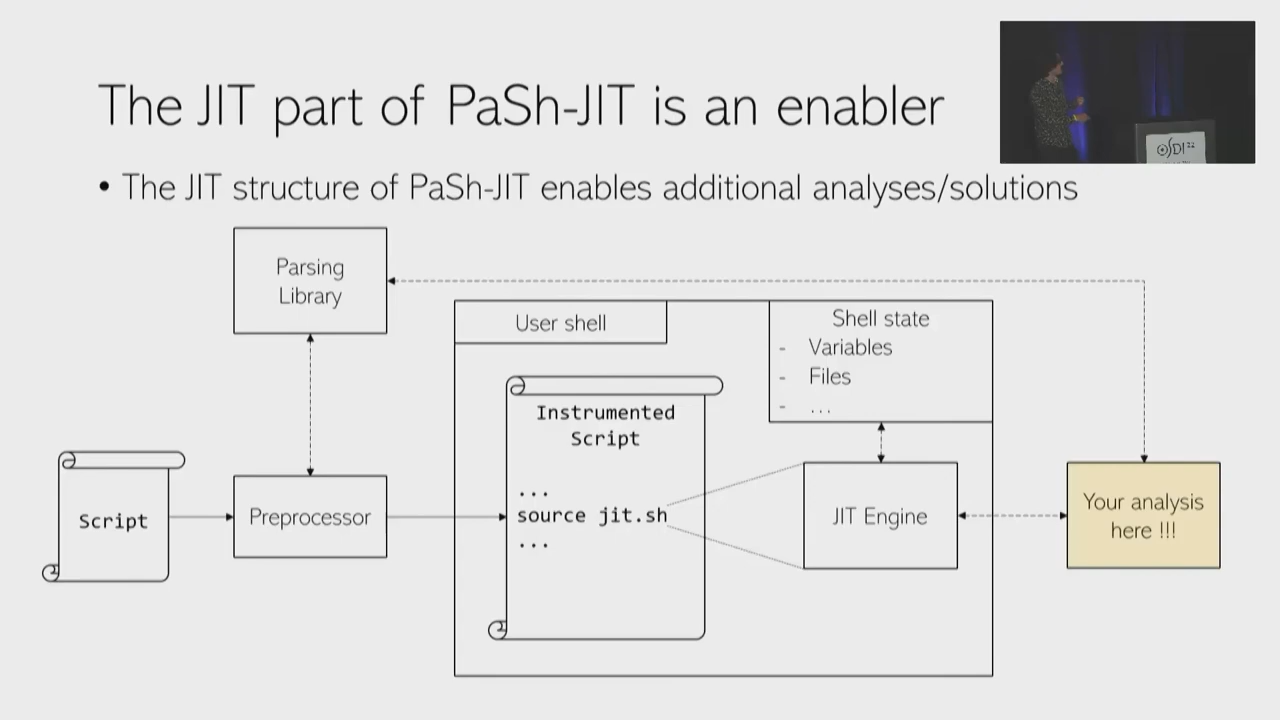 The JIT part of PaSh-JIT is an enabler
• The JIT structure of PaSh-JIT enables additional analyses/solutions
Parsing
Library
User shell
Shell state
- Variables
- Files
- ...
Instrumented
Script
...
source jit.sh
...
Script
Preprocessor
JIT Engine
Your analysis
here !!!
OSDI '22